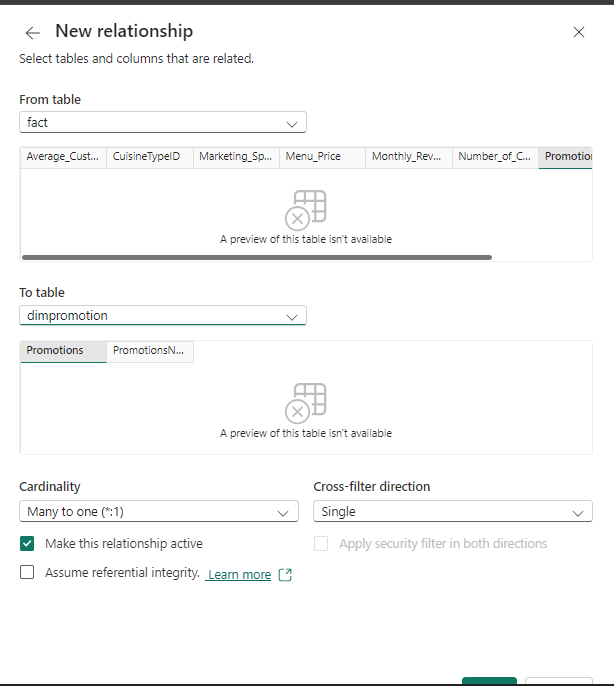 New relationship
Select tables and columns that are related.
From table
fact
Average_Cust... CuisineTypeID Marketing_Sp... Menu_Price Monthly_Rev... Number_of_C... Promotion
A preview of this table isn't available
To table
dimpromotion
Promotions PromotionsN...
A preview of this table isn't available
Cardinality Cross-filter direction
Many to one (*:1) Single
Make this relationship active Apply security filter in both directions
Assume referential integrity. Learn more